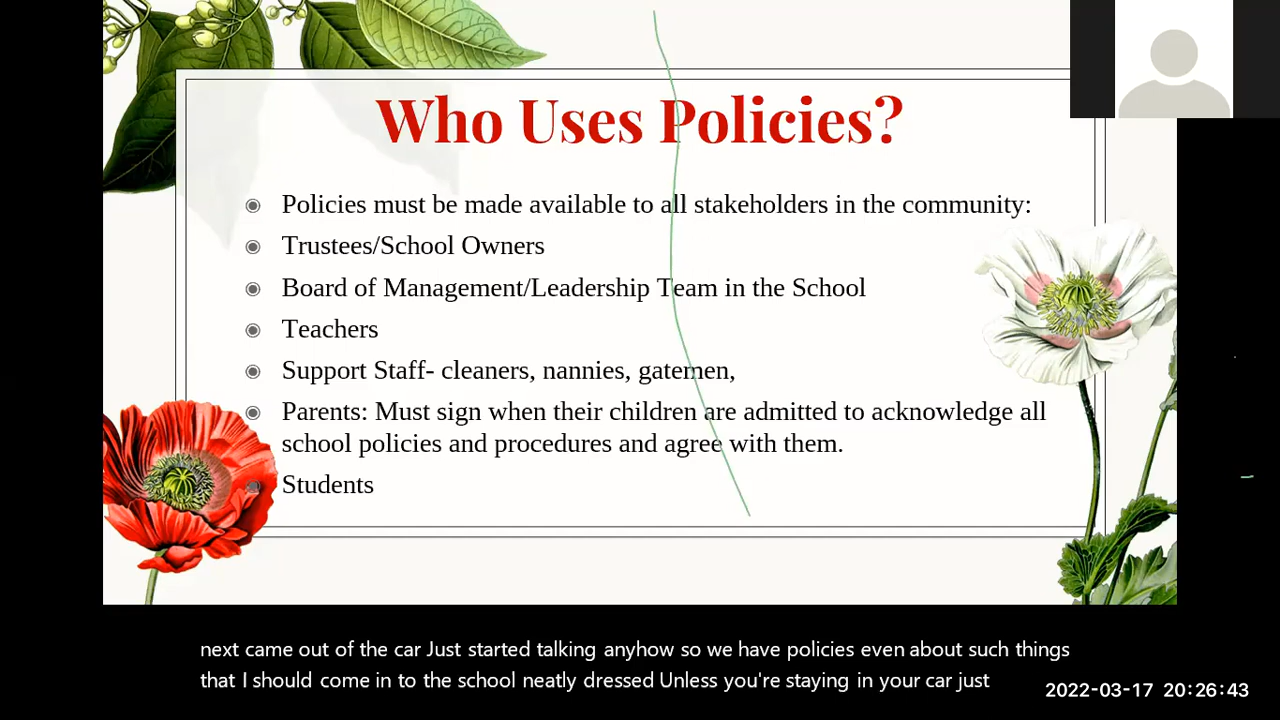 Who Uses Policies?
Policies must be made available to all stakeholders in the community:
Trustees/School Owners
Board of Management/Leadership Team in the School
Teachers
Support Staff- cleaners, nannies, gatemen,
Parents: Must sign when their children are admitted to acknowledge all
school policies and procedures and agree with them.
Students
next came out of the car Just started talking anyhow so we have policies even about such things
that I should come in to the school neatly dressed Unless you're staying in your car just
2022-03-17 20:26:43